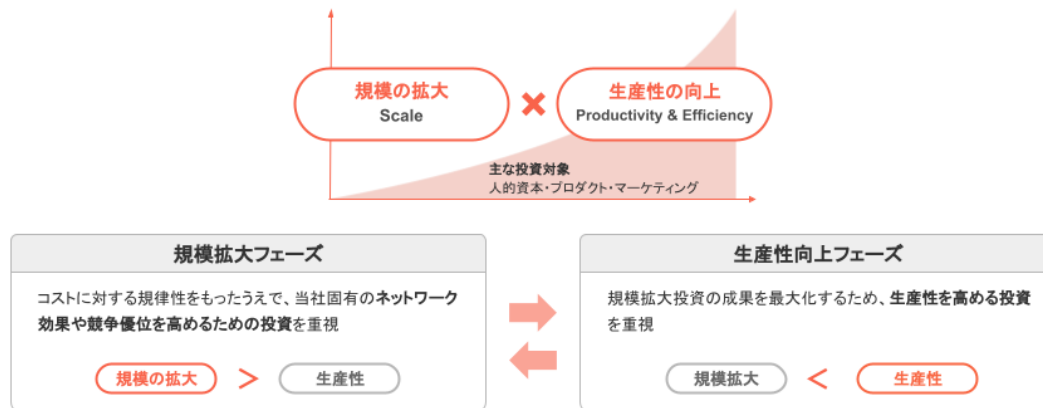 規模の拡大
Scale
×
生産性の向上
Productivity & Efficiency
主な投資対象
人的資本・プロダクト・マーケティング
規模拡大フェーズ
コストに対する規律性をもったうえで、当社固有のネットワーク
効果や競争優位を高めるための投資を重視
規模の拡大 > 生産性
生産性向上フェーズ
規模拡大投資の成果を最大化するため、生産性を高める投資
を重視
規模拡大 < 生産性